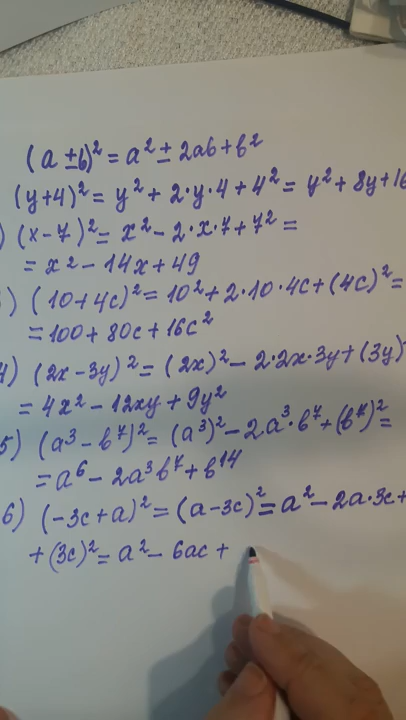 (a ± b)² = a² ± 2ab + b²
(y+4)² = y² + 2·y·4 + 4² = y² + 8y + 16
) (x - 7)² = x² - 2·x·7 + 7² =
= x² - 14x + 49
) (10 + 4c)² = 10² + 2·10·4c + (4c)² =
= 100 + 80c + 16c²
4) (2x - 3y)² = (2x)² - 2·2x·3y + (3y)
= 4x² - 12xy + 9y²
5) (a³ - b⁷)² = (a³)² - 2a³·b⁷ + (b⁷)² =
= a⁶ - 2a³b⁷ + b¹⁴
6) (-3c + a)² = (a - 3c)² = a² - 2a·3c +
+ (3c)² = a² - 6ac +